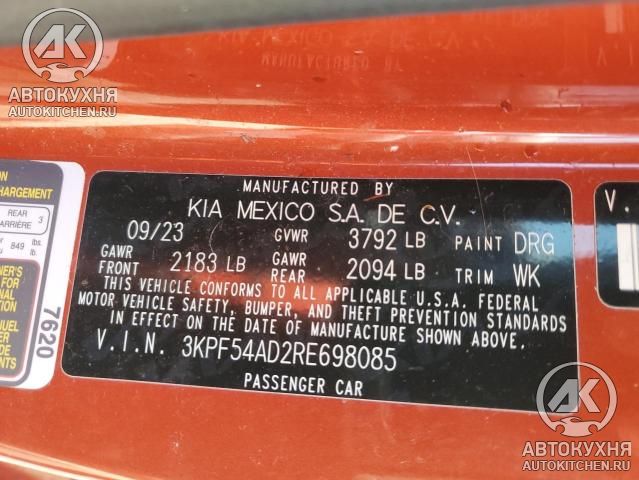 АК
АВТОКУХНЯ
AUTOKITCHEN.RU
REAR
3
849
lbs.
7620
MANUFACTURED BY
KIA MEXICO S.A. DE C.V.
09/23 GVWR 3792 LB PAINT DRG
GAWR FRONT 2183 LB GAWR REAR 2094 LB TRIM WK
THIS VEHICLE CONFORMS TO ALL APPLICABLE U.S.A. FEDERAL
MOTOR VEHICLE SAFETY, BUMPER, AND THEFT PREVENTION STANDARDS
IN EFFECT ON THE DATE OF MANUFACTURE SHOWN ABOVE.
V.I.N. 3KPF54AD2RE698085
PASSENGER CAR
V.
АК
АВТОКУХНЯ
AUTOKITCHEN.RU